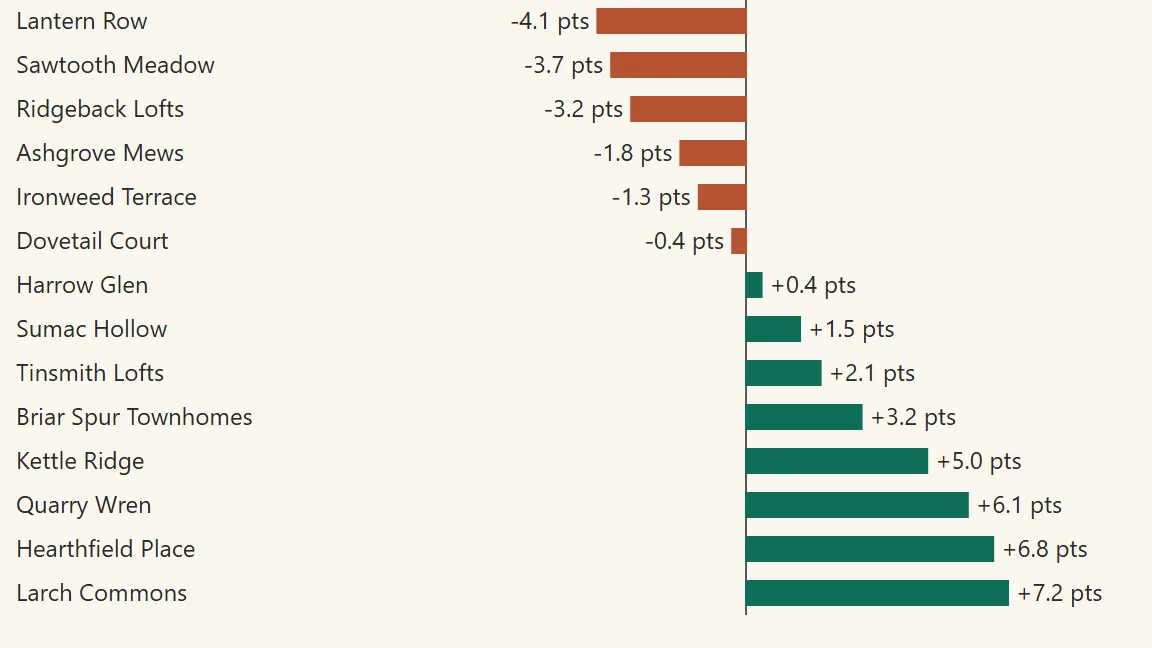 Lantern Row -4.1 pts
Sawtooth Meadow -3.7 pts
Ridgeback Lofts -3.2 pts
Ashgrove Mews -1.8 pts
Ironweed Terrace -1.3 pts
Dovetail Court -0.4 pts
Harrow Glen +0.4 pts
Sumac Hollow +1.5 pts
Tinsmith Lofts +2.1 pts
Briar Spur Townhomes +3.2 pts
Kettle Ridge +5.0 pts
Quarry Wren +6.1 pts
Hearthfield Place +6.8 pts
Larch Commons +7.2 pts